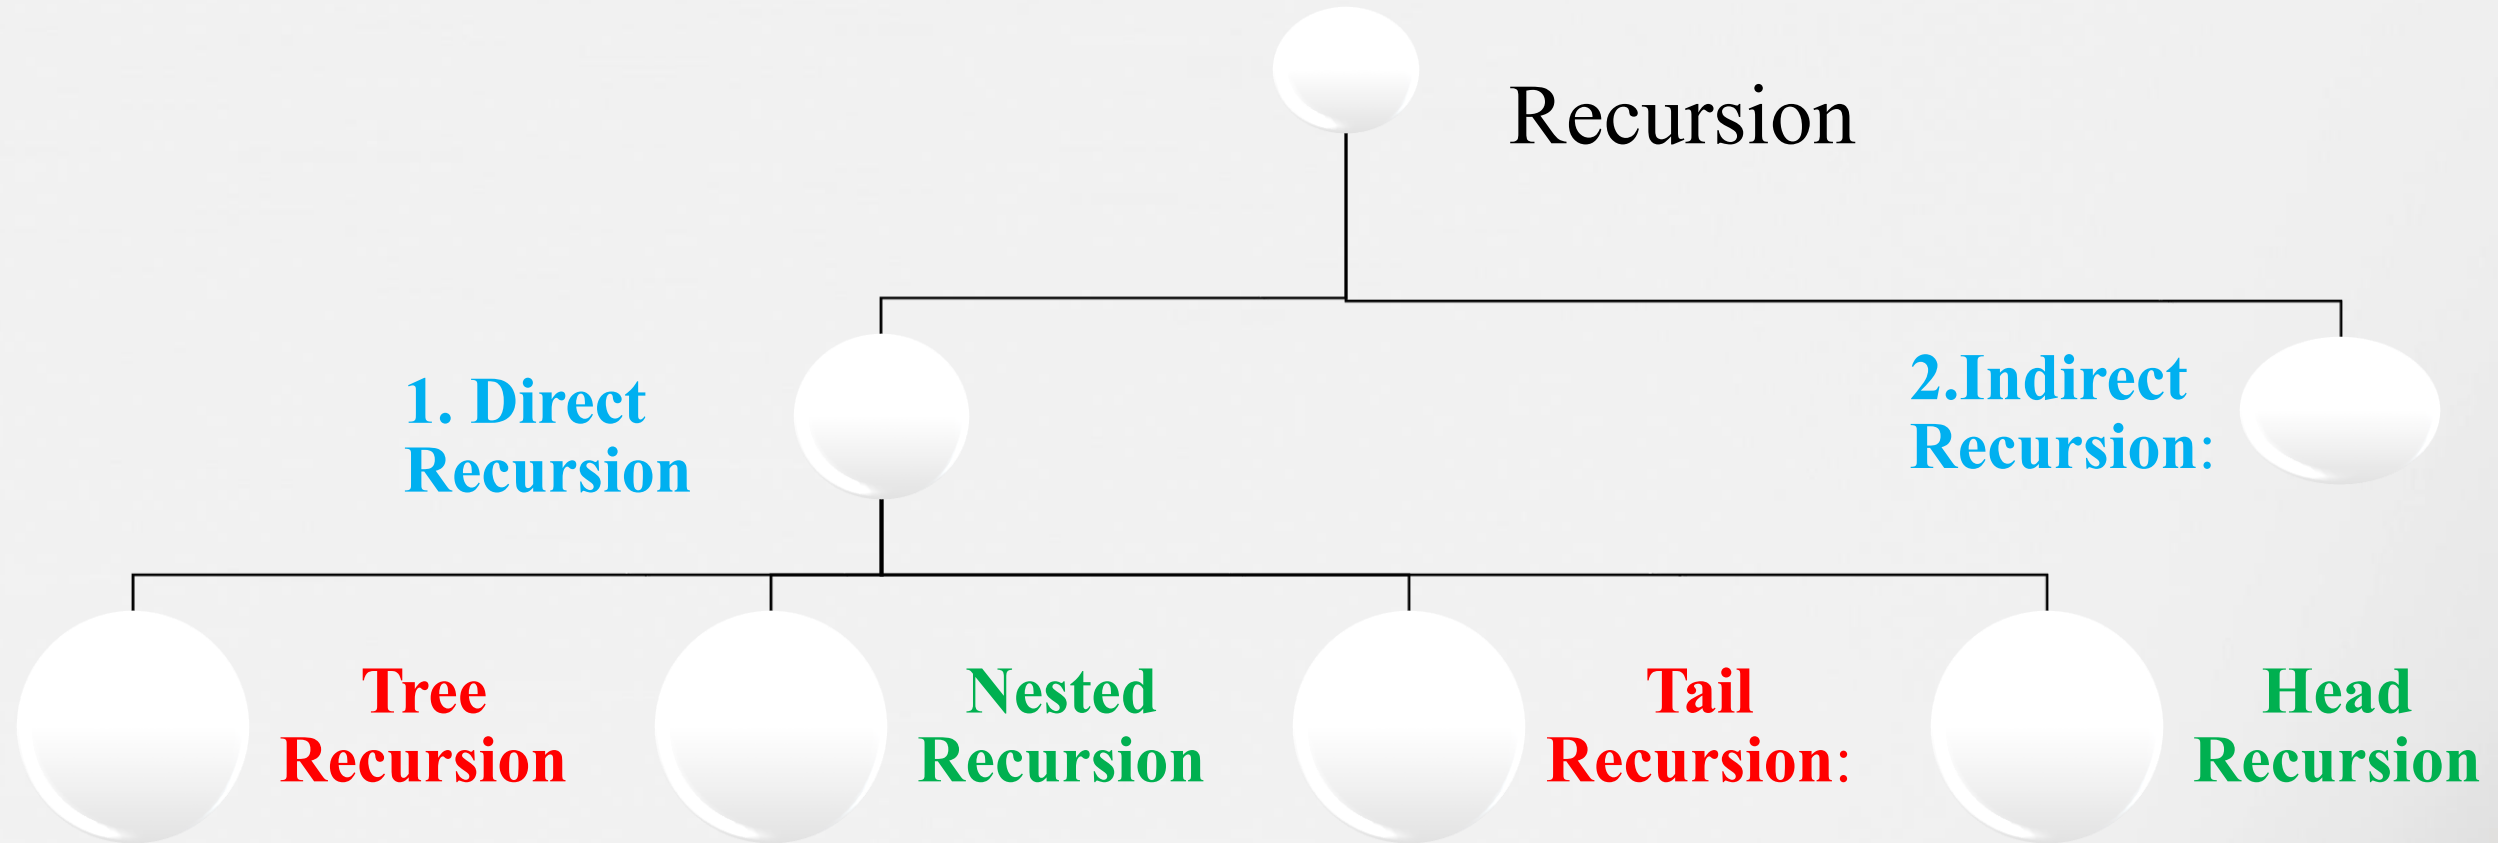 Recursion
1. Direct
Recursion
2.Indirect
Recursion:
Tree
Recursion
Nested
Recursion
Tail
Recursion:
Head
Recursion